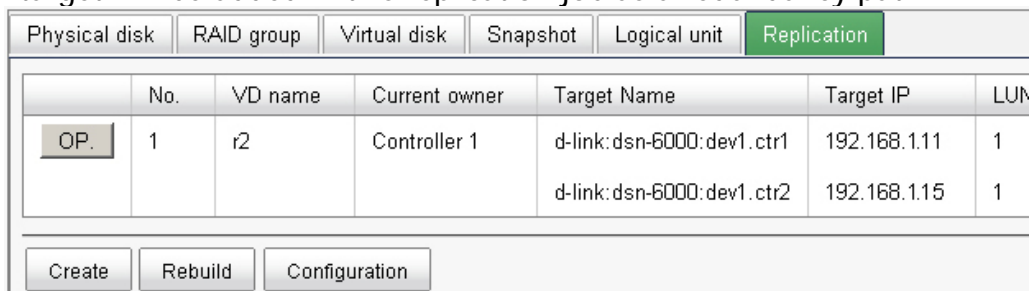 Physical disk RAID group Virtual disk Snapshot Logical unit Replication
No. VD name Current owner Target Name Target IP LUN
OP. 1 r2 Controller 1 d-link:dsn-6000:dev1.ctr1 192.168.1.11 1
d-link:dsn-6000:dev1.ctr2 192.168.1.15 1
Create Rebuild Configuration